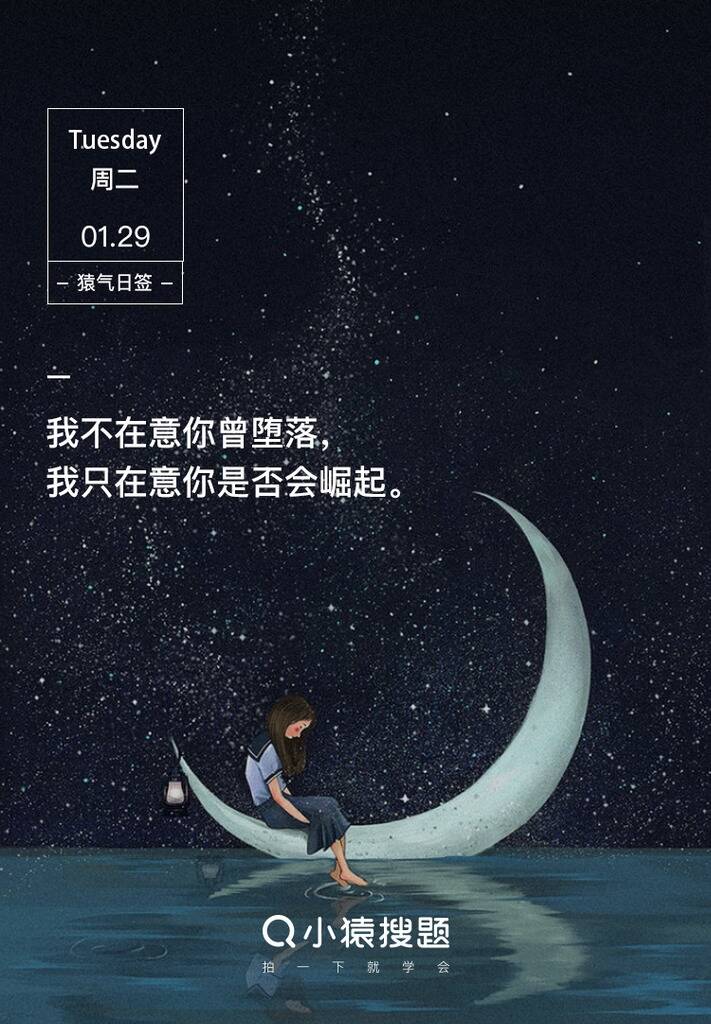 Tuesday
周二
01.29
– 猿气日签 –
我不在意你曾堕落，
我只在意你是否会崛起。
小猿搜题
拍一下就学会